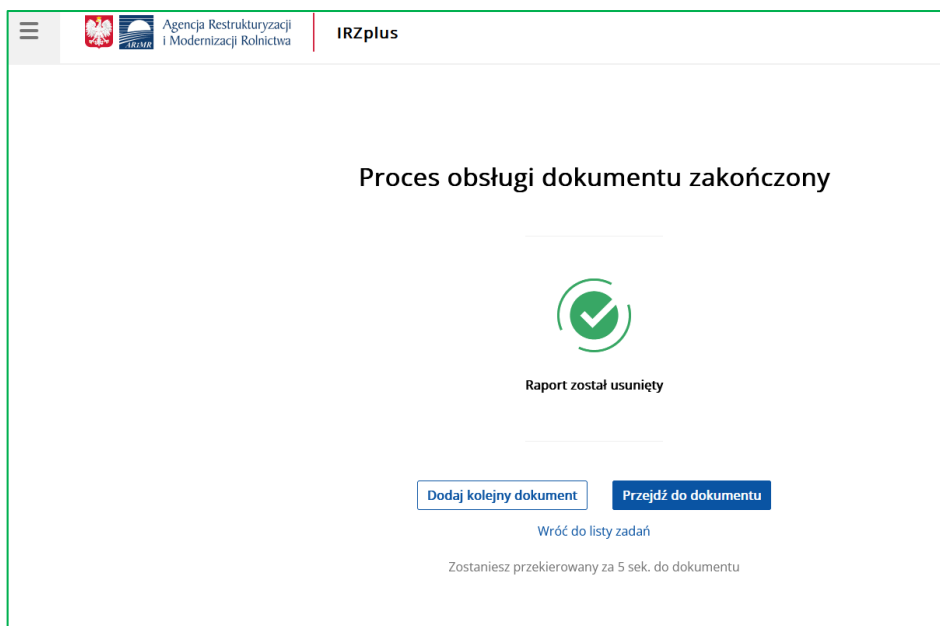 Agencja Restrukturyzacji
i Modernizacji Rolnictwa
ARiMR
IRZplus
Proces obsługi dokumentu zakończony
Raport został usunięty
Dodaj kolejny dokument
Przejdź do dokumentu
Wróć do listy zadań
Zostaniesz przekierowany za 5 sek. do dokumentu